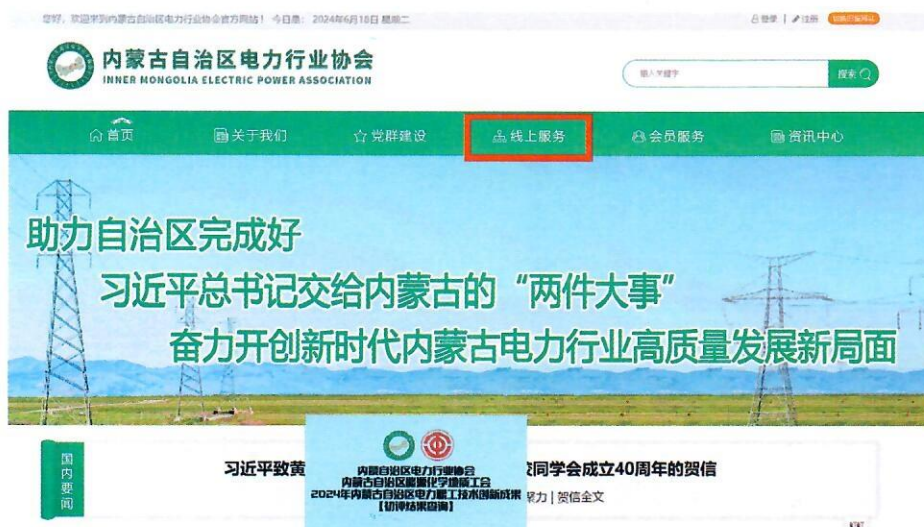 您好，欢迎来到内蒙古自治区电力行业协会官方网站！ 今日是： 2024年6月18日 星期二
登录 | 注册
内蒙古自治区电力行业协会
INNER MONGOLIA ELECTRIC POWER ASSOCIATION
输入关键字
搜索
首页 关于我们 党群建设 线上服务 会员服务 资讯中心
助力自治区完成好
习近平总书记交给内蒙古的“两件大事”
奋力开创新时代内蒙古电力行业高质量发展新局面
国内要闻
习近平致黄
同学会成立40周年的贺信
内蒙古自治区电力行业协会
内蒙古自治区能源化学地质工会
2024年内蒙古自治区电力职工技术创新成果
【初评结果查询】
力 | 贺信全文